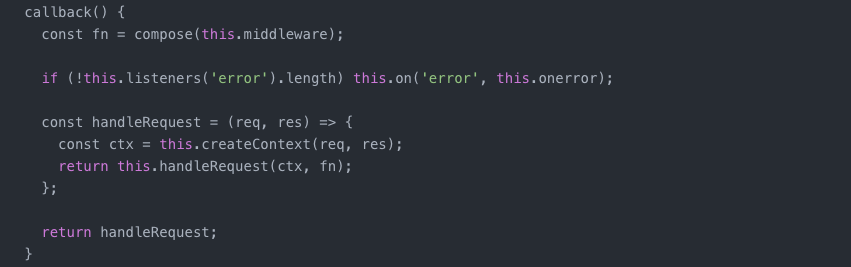 callback() {
  const fn = compose(this.middleware);

  if (!this.listeners('error').length) this.on('error', this.onerror);

  const handleRequest = (req, res) => {
    const ctx = this.createContext(req, res);
    return this.handleRequest(ctx, fn);
  };

  return handleRequest;
}